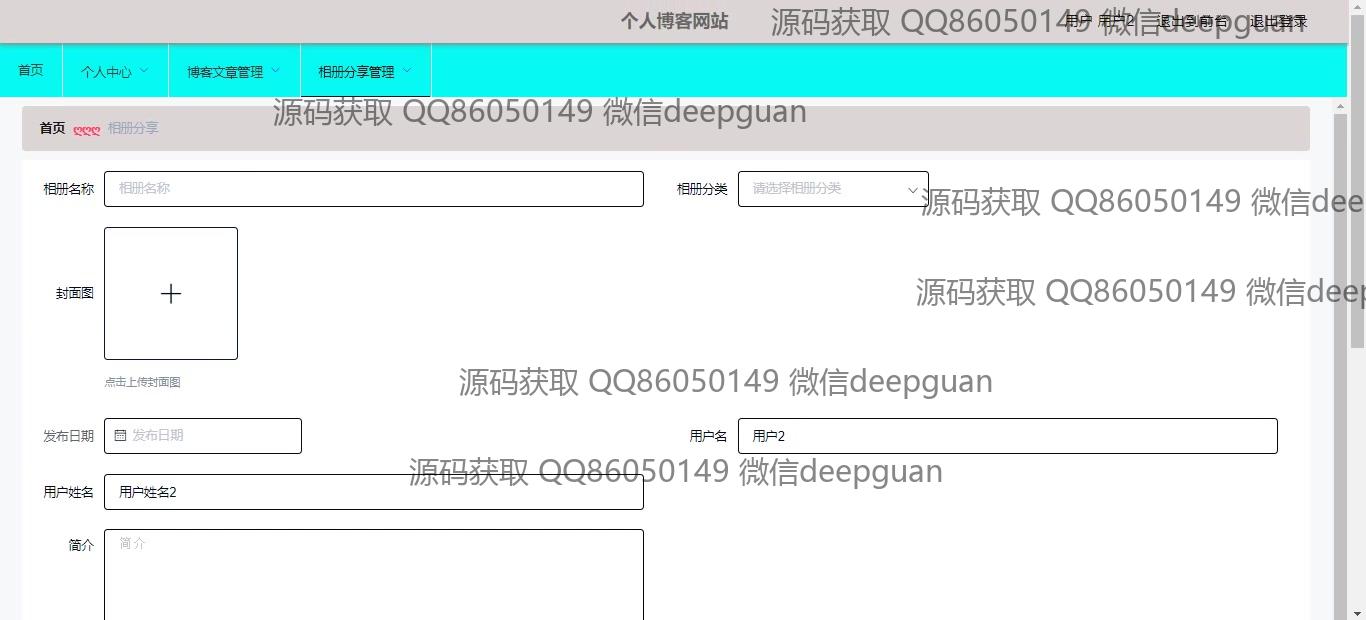 个人博客网站
源码获取 QQ86050149 微信deepguan
用户 用户2 退出到前台 退出登录
首页 个人中心 博客文章管理 相册分享管理
源码获取 QQ86050149 微信deepguan
首页 ღღღ 相册分享
相册名称 相册名称 相册分类 请选择相册分类
源码获取 QQ86050149 微信dee
封面图
源码获取 QQ86050149 微信deep
点击上传封面图
源码获取 QQ86050149 微信deepguan
发布日期 发布日期 用户名 用户2
源码获取 QQ86050149 微信deepguan
用户姓名 用户姓名2
简介 简介